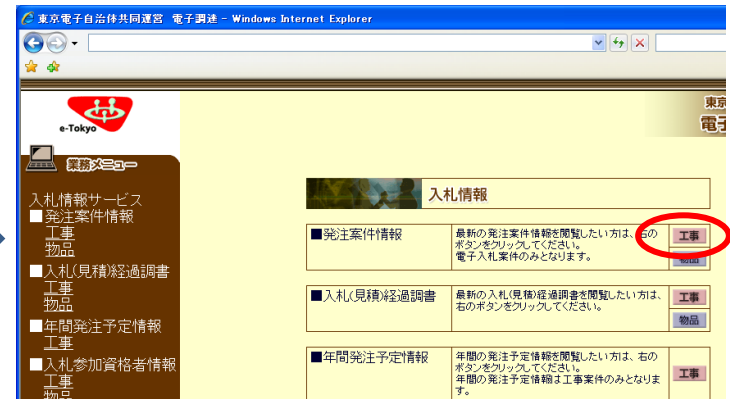 東京電子自治体共同運営 電子調達 - Windows Internet Explorer
東京
電子
e-Tokyo
業務メニュー
入札情報サービス
■発注案件情報
工事
物品
■入札(見積)経過調書
工事
物品
■年間発注予定情報
工事
■入札参加資格者情報
工事
物品
入札情報
■発注案件情報
最新の発注案件情報を閲覧したい方は、右の
ボタンをクリックしてください。
電子入札案件のみとなります。
工事
物品
■入札(見積)経過調書
最新の入札(見積)経過調書を閲覧したい方は、
右のボタンをクリックしてください。
工事
物品
■年間発注予定情報
年間の発注予定情報を閲覧したい方は、右の
ボタンをクリックしてください。
年間の発注予定情報は工事案件のみとなりま
す。
工事